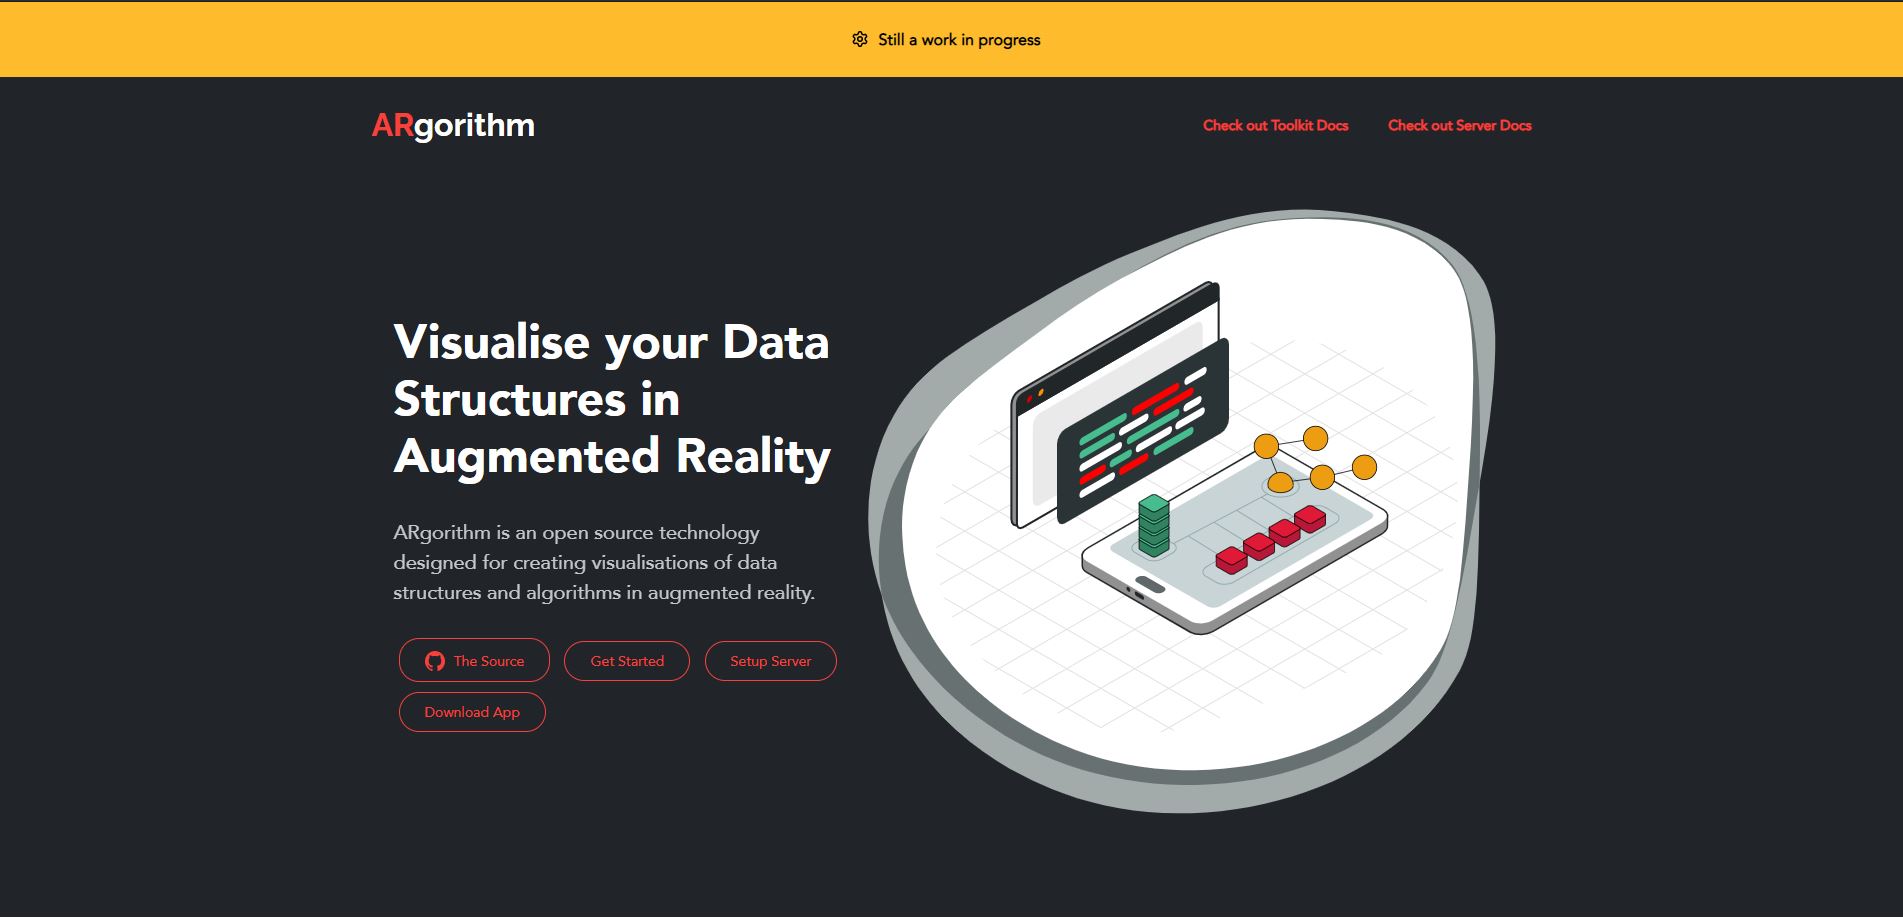 Still a work in progress
ARgorithm
Check out Toolkit Docs
Check out Server Docs
Visualise your Data
Structures in
Augmented Reality
ARgorithm is an open source technology
designed for creating visualisations of data
structures and algorithms in augmented reality.
The Source
Get Started
Setup Server
Download App